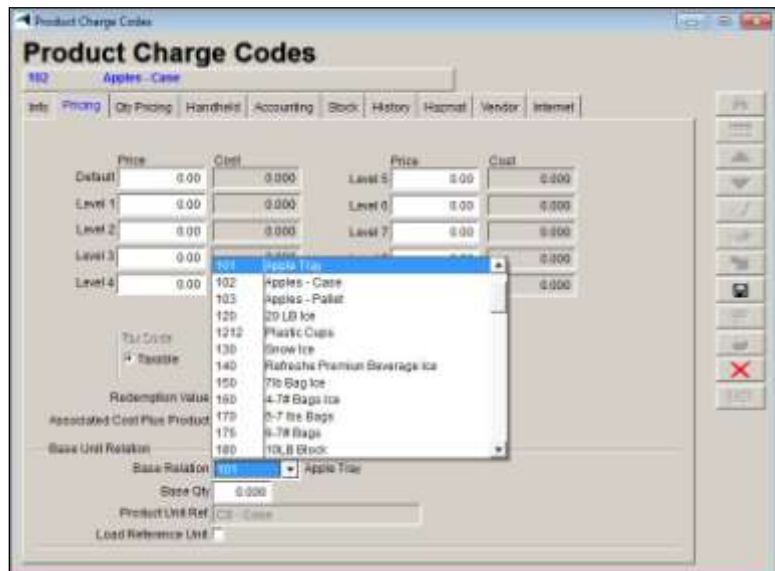 Product Charge Codes
Product Charge Codes
102 Apples - Case
Info Pricing Qty Pricing Handheld Accounting Stock History Hazmat Vendor Internet
Price Cost Price Cost
Default 0.00 0.000 Level 5 0.00 0.000
Level 1 0.00 0.000 Level 6 0.00 0.000
Level 2 0.00 0.000 Level 7 0.00 0.000
Level 3 0.00
Level 4 0.00 0.000
101 Apple Tray
102 Apples - Case
103 Apples - Pallet
120 20 LB Ice
1212 Plastic Cups
130 Snow Ice
140 Refreshe Premium Beverage Ice
150 7lb Bag Ice
160 4-7# Bags Ice
170 6-7 lbs Bags
175 6-7# Bags
180 10LB Block
Tax Code
Taxable
Redemption Value
Associated Cost Plus Product
Base Unit Relation
Base Relation 101 Apple Tray
Base Qty 0.000
Product Unit Ref CS - Case
Load Reference Unit